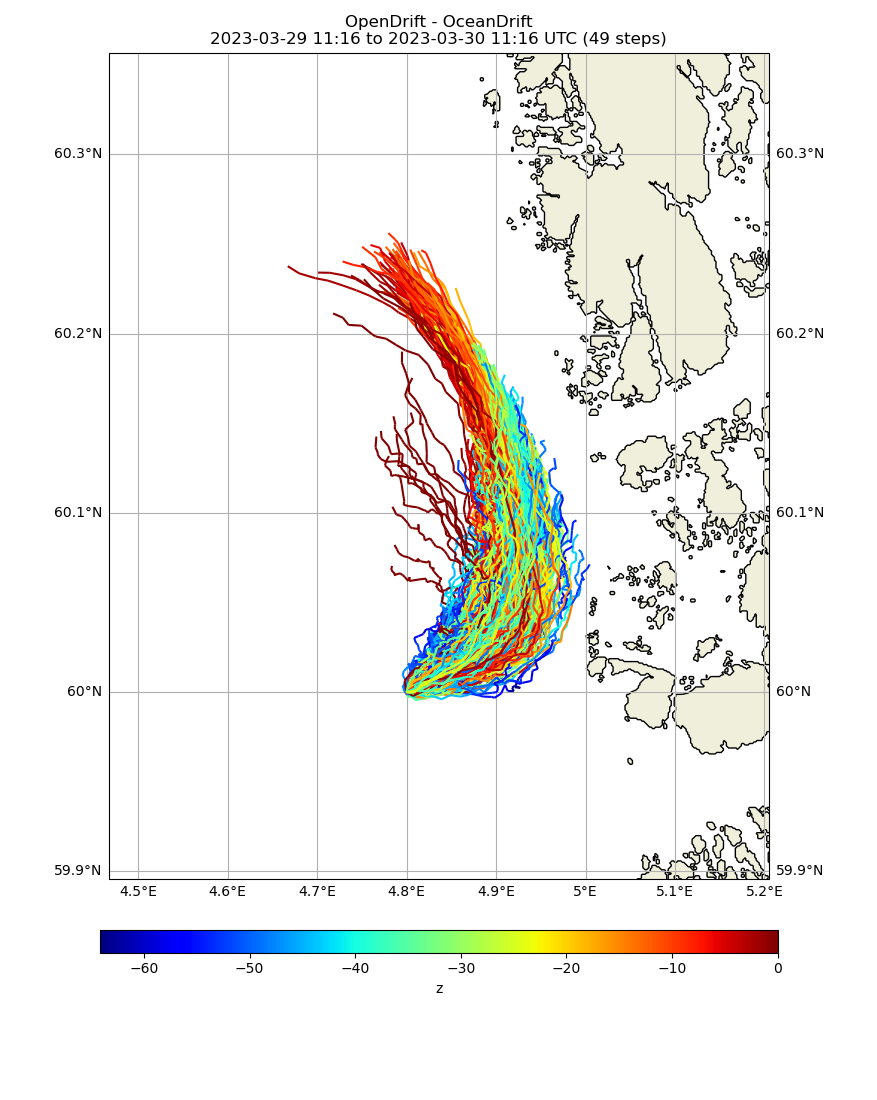 OpenDrift - OceanDrift
2023-03-29 11:16 to 2023-03-30 11:16 UTC (49 steps)
60.3°N 60.3°N
60.2°N 60.2°N
60.1°N 60.1°N
60°N 60°N
59.9°N 59.9°N
4.5°E 4.6°E 4.7°E 4.8°E 4.9°E 5°E 5.1°E 5.2°E
−60 −50 −40 −30 −20 −10 0
z